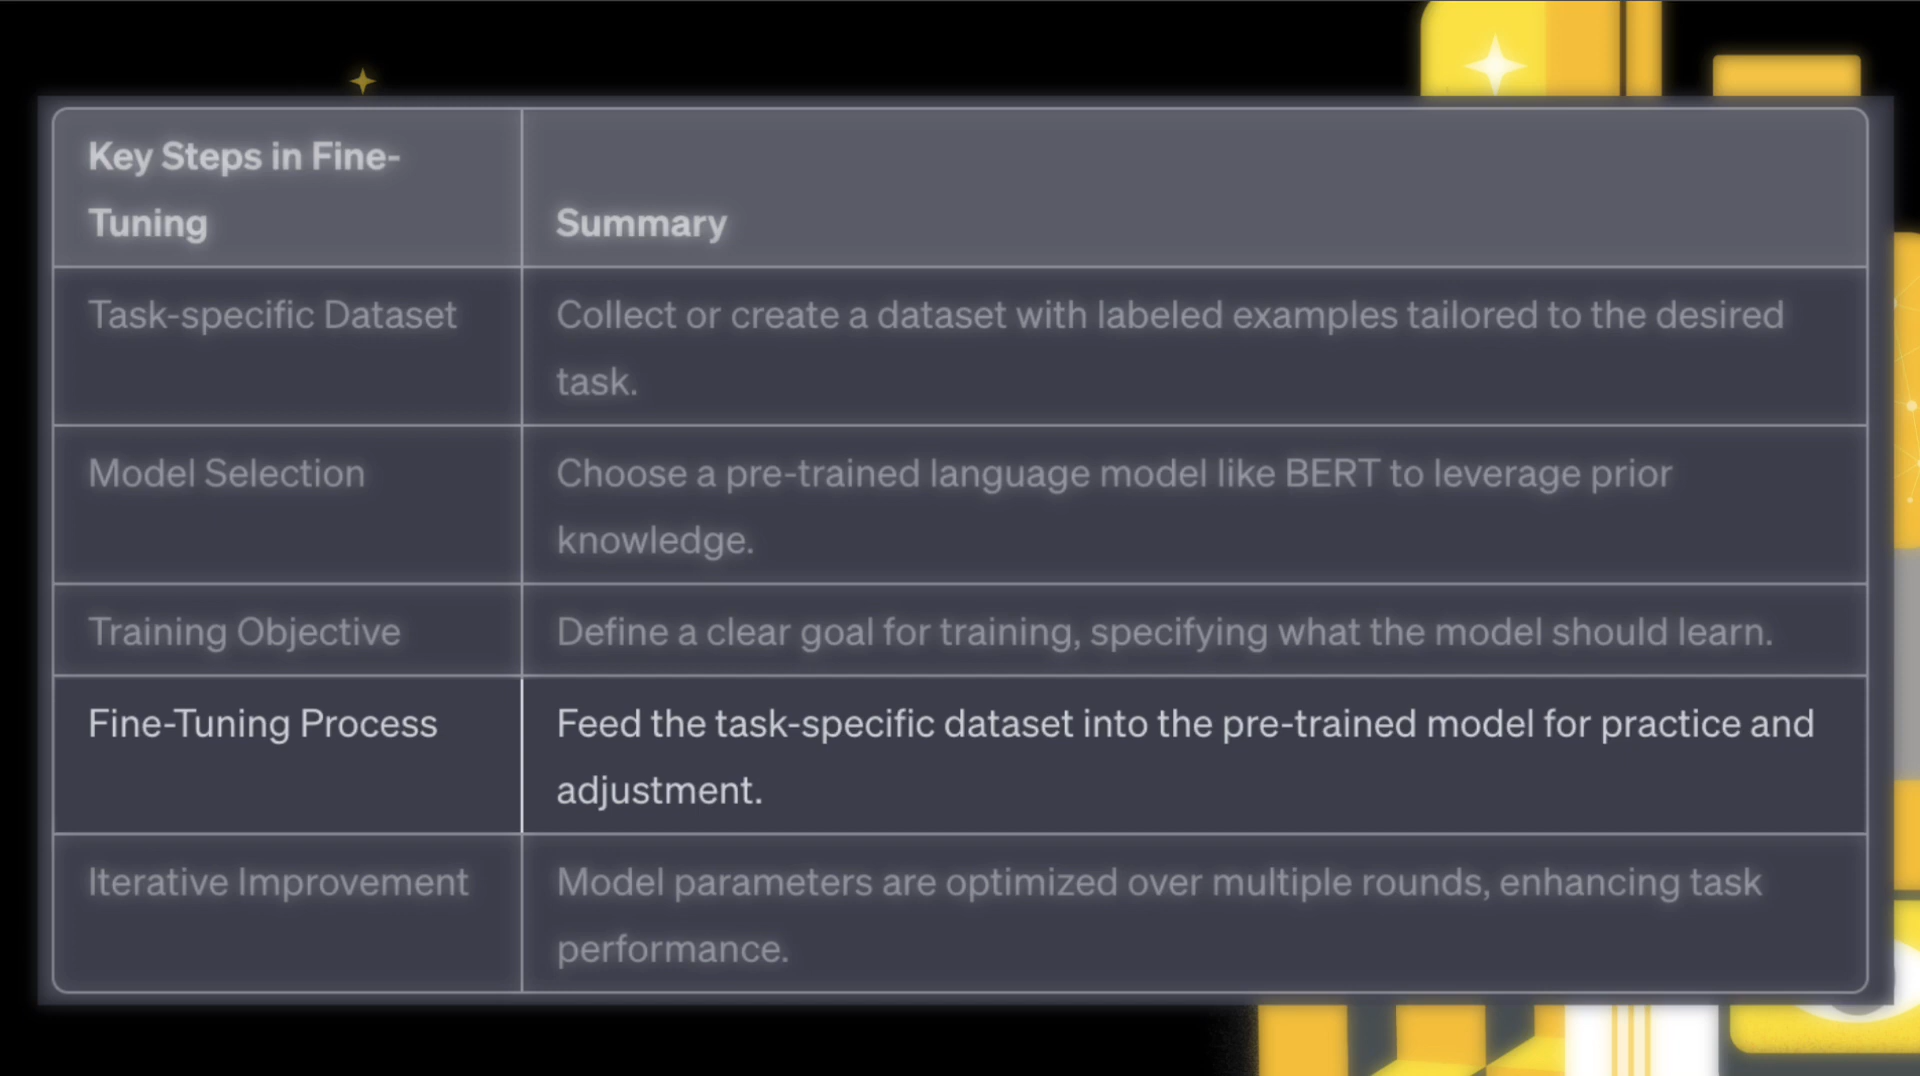 Key Steps in Fine-
Tuning
Summary
Task-specific Dataset
Collect or create a dataset with labeled examples tailored to the desired
task.
Model Selection
Choose a pre-trained language model like BERT to leverage prior
knowledge.
Training Objective
Define a clear goal for training, specifying what the model should learn.
Fine-Tuning Process
Feed the task-specific dataset into the pre-trained model for practice and
adjustment.
Iterative Improvement
Model parameters are optimized over multiple rounds, enhancing task
performance.